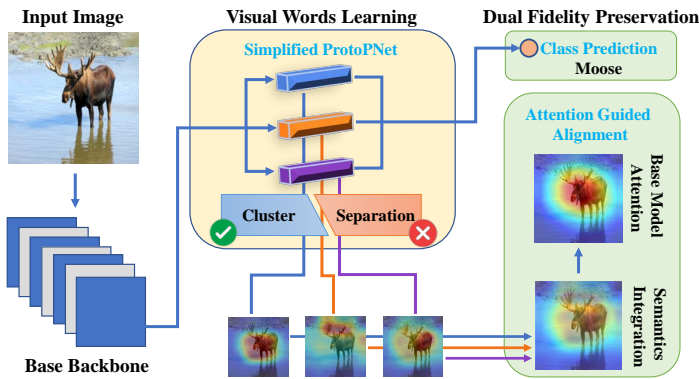 Input Image
Visual Words Learning
Dual Fidelity Preservation
Simplified ProtoPNet
Class Prediction
Moose
Cluster
Separation
Attention Guided
Alignment
Base Model
Attention
Semantics
Integration
Base Backbone